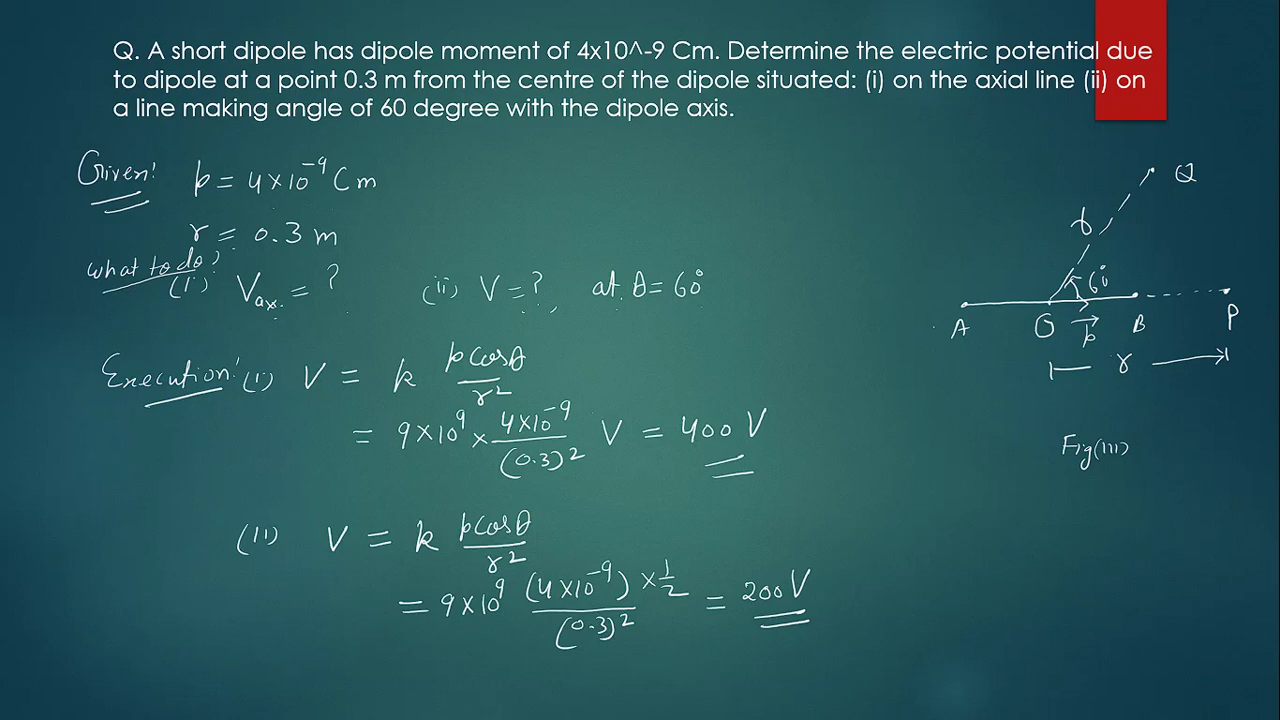 Q. A short dipole has dipole moment of 4x10^-9 Cm. Determine the electric potential due
to dipole at a point 0.3 m from the centre of the dipole situated: (i) on the axial line (ii) on
a line making angle of 60 degree with the dipole axis.
Given! p = 4×10⁻⁹ Cm
r = 0.3 m
What to do?
(i) Vax. = ? (ii) V = ? at θ = 60°
Execution! (i) V = k pcosθ/r²
= 9×10⁹ × 4×10⁻⁹/(0.3)² V = 400 V
(ii) V = k pcosθ/r²
= 9×10⁹ (4×10⁻⁹) × 1/2 /(0.3)² = 200 V
Q
r
60°
A O p⃗ B P
r
Fig(iii)